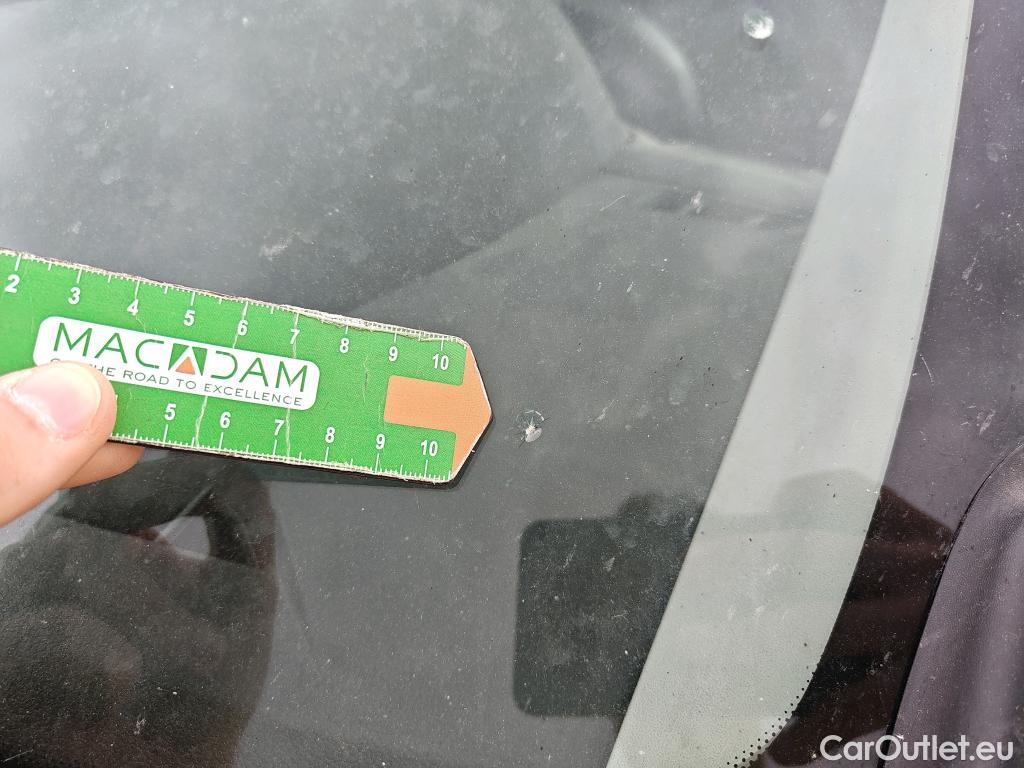 2 3 4 5 6 7 8 9 10
MACADAM
THE ROAD TO EXCELLENCE
5 6 7 8 9 10
CarOutlet.eu